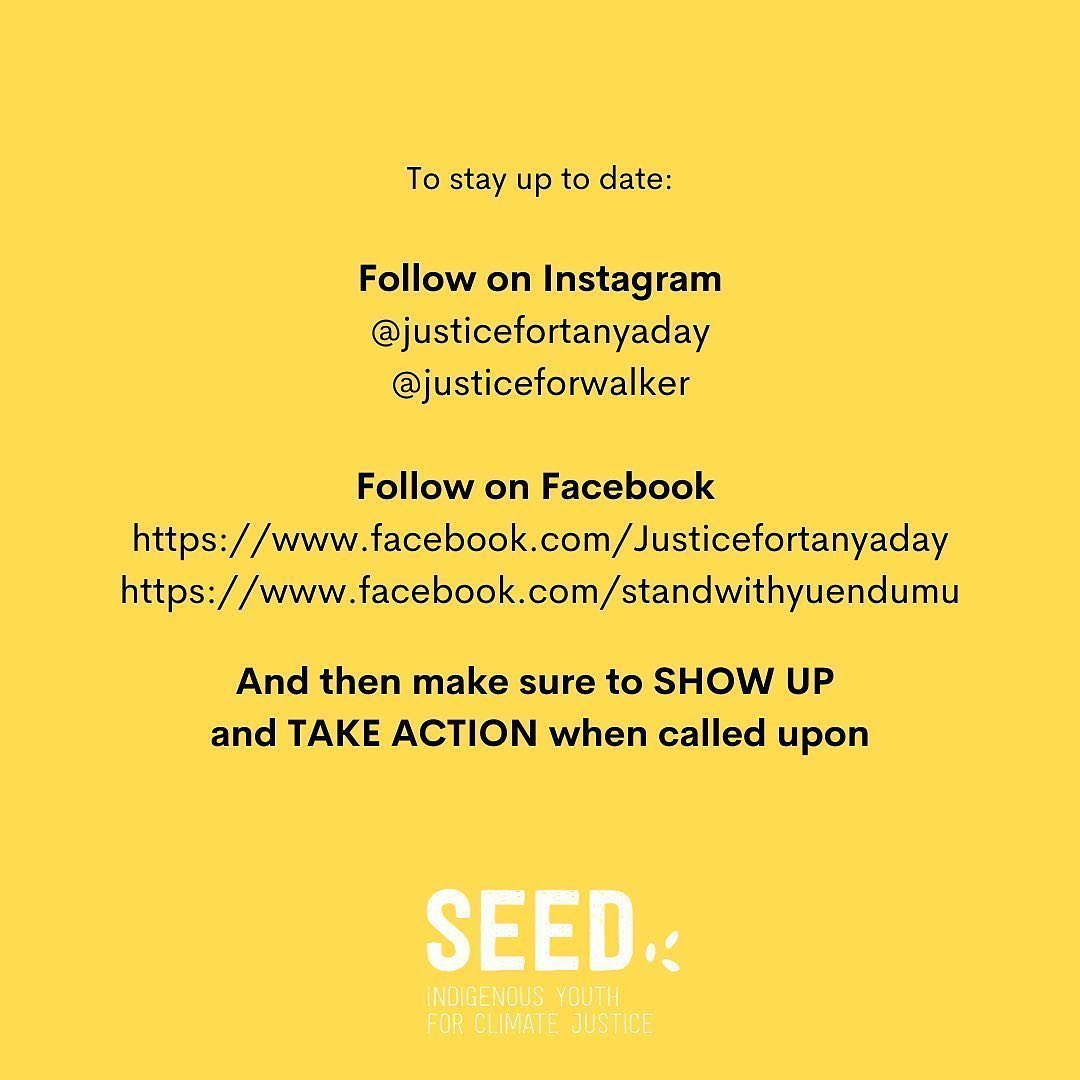 To stay up to date:
Follow on Instagram
@justicefortanyaday
@justiceforwalker
Follow on Facebook
https://www.facebook.com/Justicefortanyaday
https://www.facebook.com/standwithyuendumu
And then make sure to SHOW UP
and TAKE ACTION when called upon
SEED
INDIGENOUS YOUTH
FOR CLIMATE JUSTICE